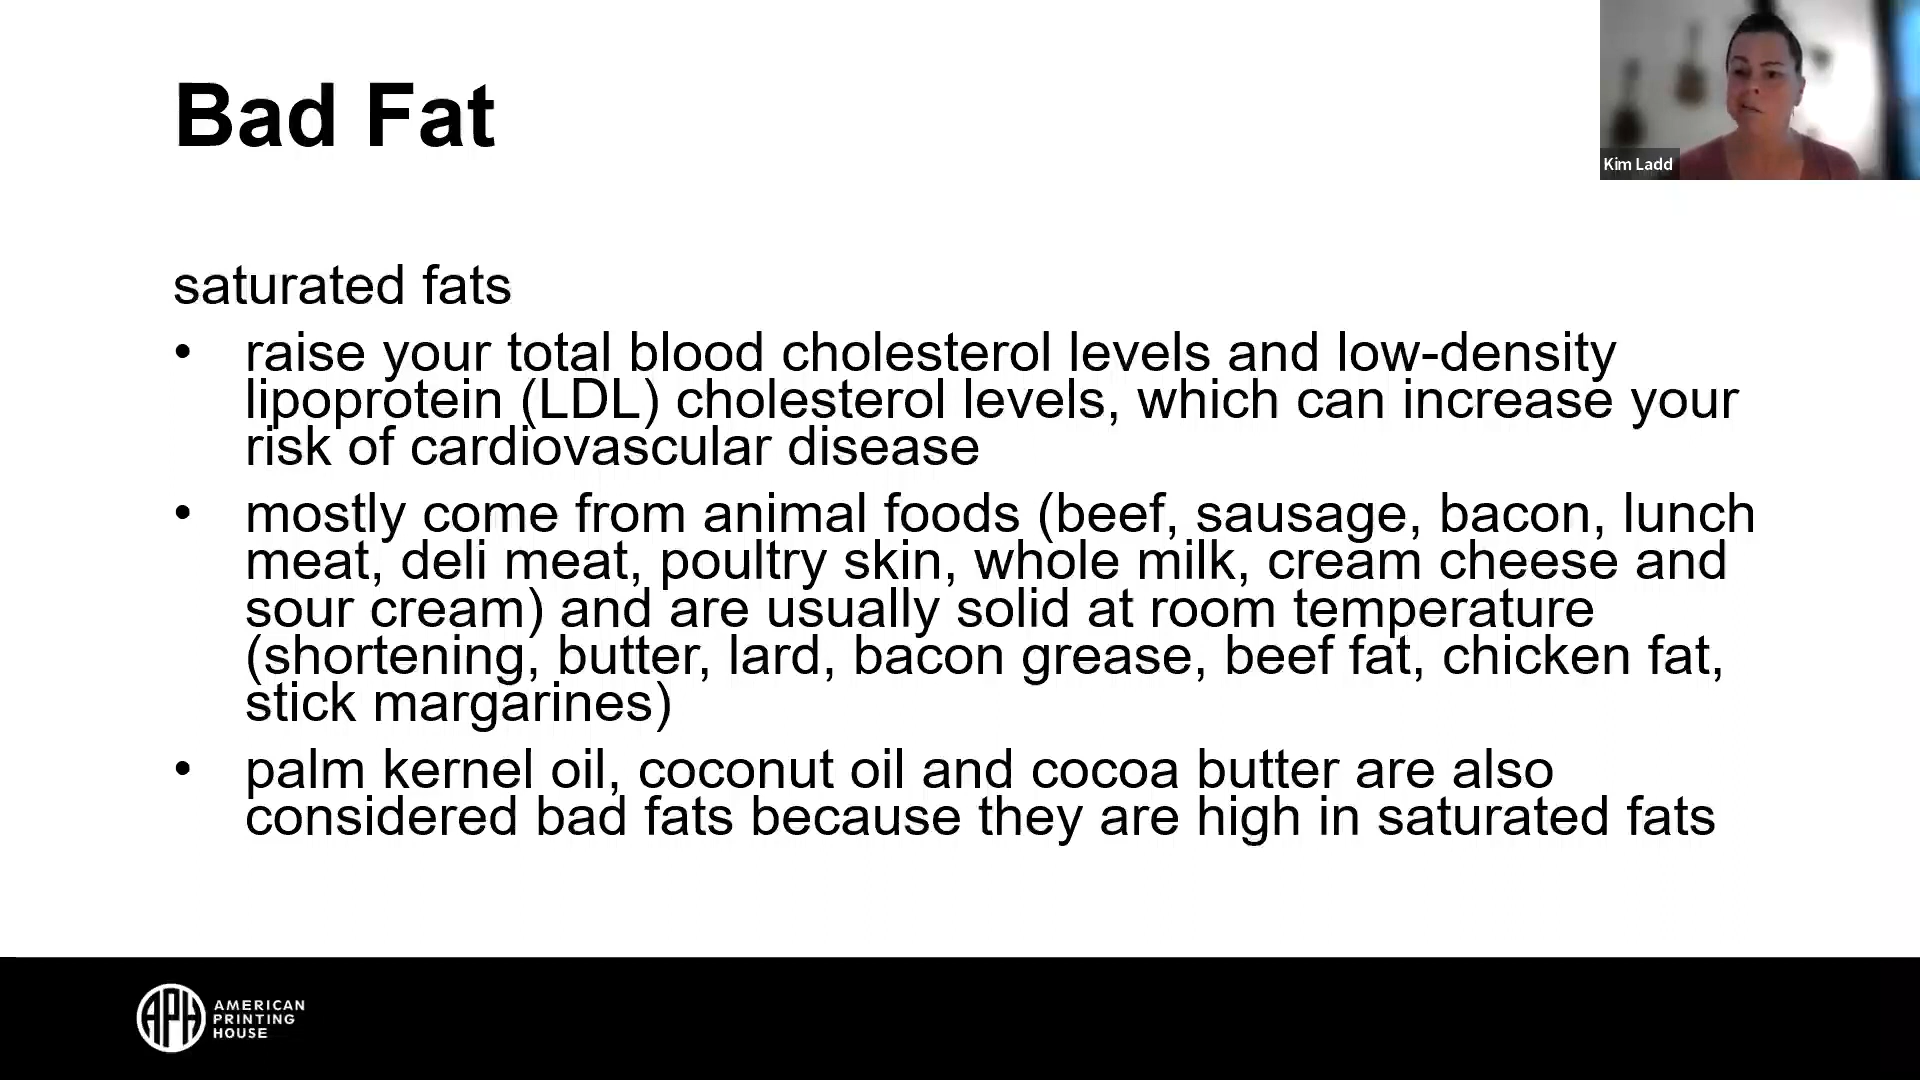 Bad Fat
Kim Ladd
saturated fats
• raise your total blood cholesterol levels and low-density
lipoprotein (LDL) cholesterol levels, which can increase your
risk of cardiovascular disease
• mostly come from animal foods (beef, sausage, bacon, lunch
meat, deli meat, poultry skin, whole milk, cream cheese and
sour cream) and are usually solid at room temperature
(shortening, butter, lard, bacon grease, beef fat, chicken fat,
stick margarines)
• palm kernel oil, coconut oil and cocoa butter are also
considered bad fats because they are high in saturated fats
APH
AMERICAN
PRINTING
HOUSE